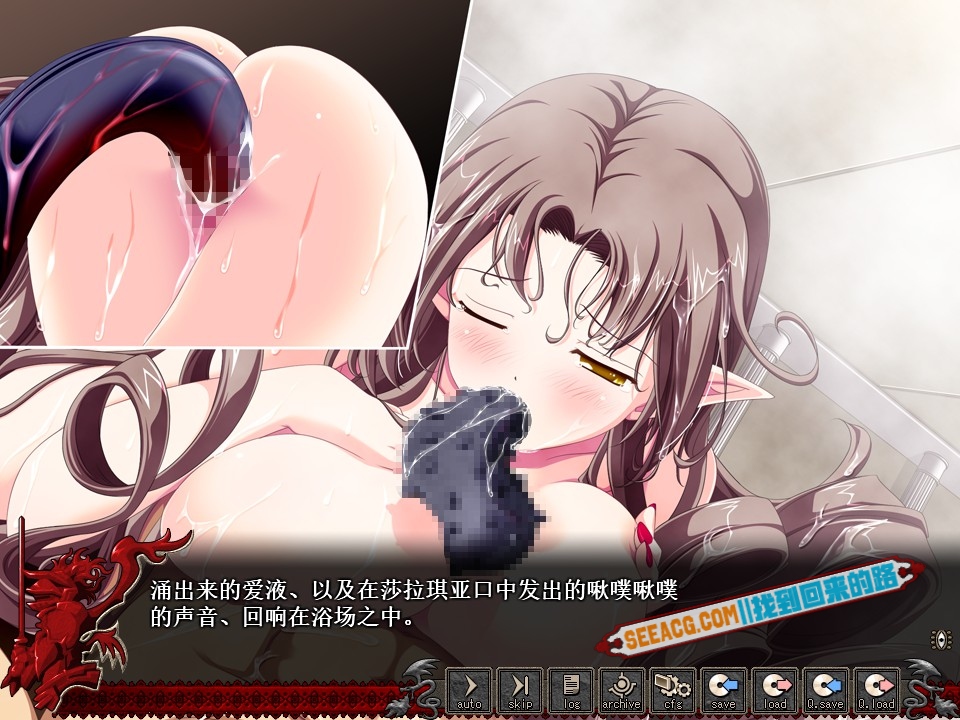 涌出来的爱液、以及在莎拉琪亚口中发出的啾噗啾噗
的声音、回响在浴场之中。
SEEACG.COM||找到回来的路
auto
skip
log
archive
cfg
save
load
Q.save
Q.load